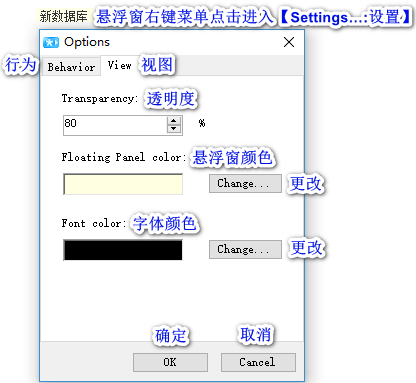 新数据库 悬浮窗右键菜单点击进入【Settings...:设置】
Options
行为 Behavior View 视图
Transparency: 透明度
80 %
Floating Panel color: 悬浮窗颜色
Change... 更改
Font color: 字体颜色
Change... 更改
确定 取消
OK Cancel